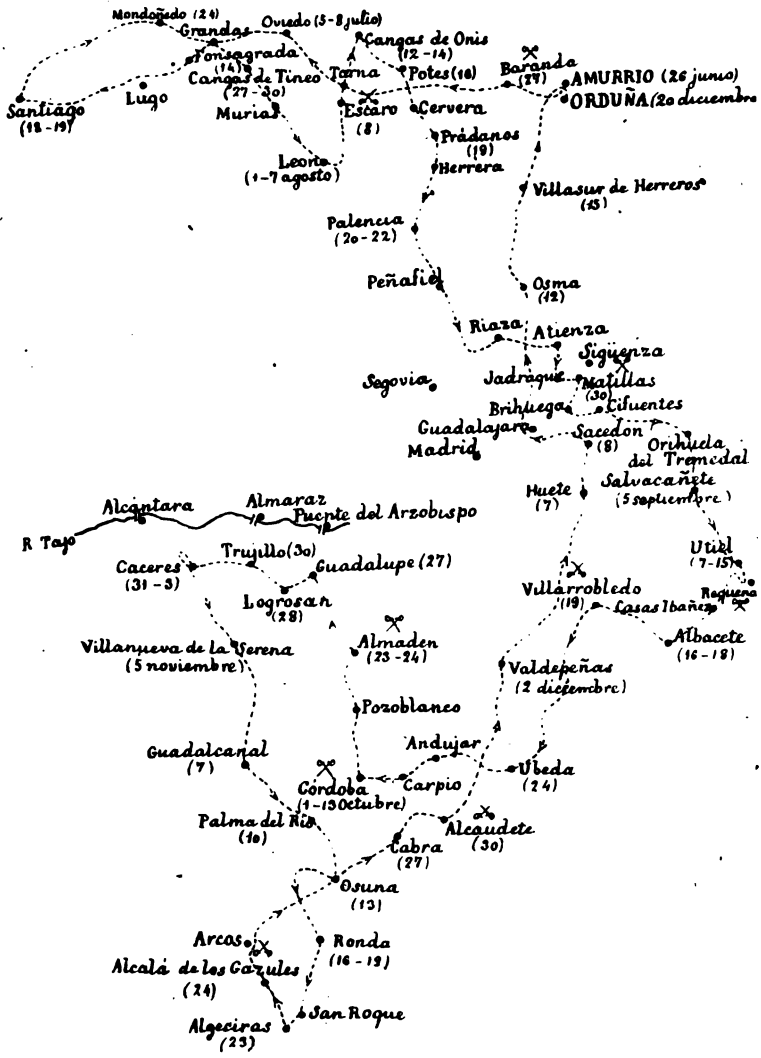 Mondoñedo (24)
Grandas
Oviedo (5-8 julio)
Cangas de Onis
(12-14)
Fonsagrada
(14)
Cangas de Tineo
(27-30)
Tarna
Potes (16)
Baranda
(27)
AMURRIO (26 junio)
ORDUÑA (20 diciembre
Santiago
(18-19)
Lugo
Murias
Escaro
(8)
Cervera
Prádanos
(19)
Herrera
Leon
(1-7 agosto)
Villasur de Herreros
(15)
Palencia
(20-22)
Peñafiel
Osma
(12)
Riaza
Atienza
Sigüenza
Segovia
Jadraque
Matillas
(30)
Brihuega
Cifuentes
Guadalajara
Madrid
Sacedon
(8)
Orihuela
del Tremedal
Salvacañete
(5 septiembre)
Huete
(7)
Alcántara
Almaraz
Puente del Arzobispo
R Tajo
Utiel
(7-15)
Caceres
(31-3)
Trujillo (30)
Guadalupe (27)
Logrosan
(28)
Villarrobledo
(19)
Casas Ibañez
Requena
Albacete
(16-18)
Almaden
(23-24)
Villanueva de la Serena
(5 noviembre)
Valdepeñas
(2 diciembre)
Pozoblanco
Andujar
Guadalcanal
(7)
Córdoba
(1-13 Octubre)
Carpio
Ubeda
(24)
Palma del Rio
(10)
Cabra
(27)
Alcaudete
(30)
Osuna
(13)
Arcos
Ronda
(16-19)
Alcalá de los Gazules
(24)
San Roque
Algeciras
(23)